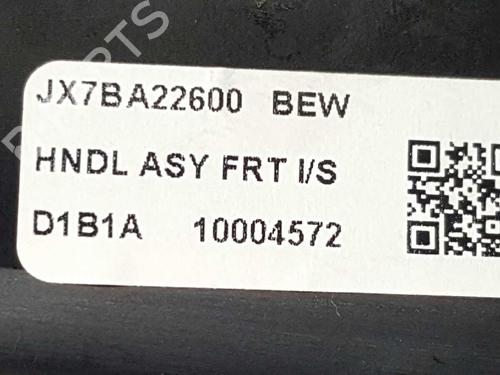 JX7BA22600 BEW
HNDL ASY FRT I/S
D1B1A 10004572